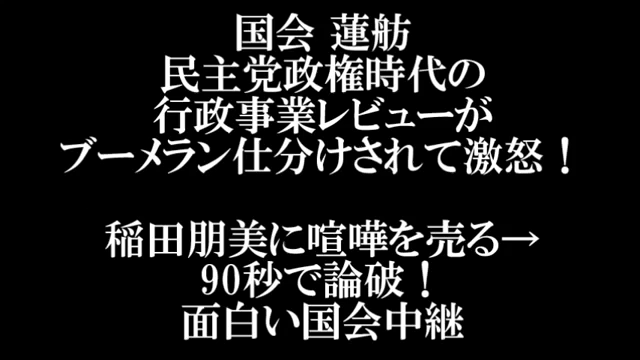 国会 蓮舫
民主党政権時代の
行政事業レビューが
ブーメラン仕分けされて激怒！
稲田朋美に喧嘩を売る→
90秒で論破！
面白い国会中継